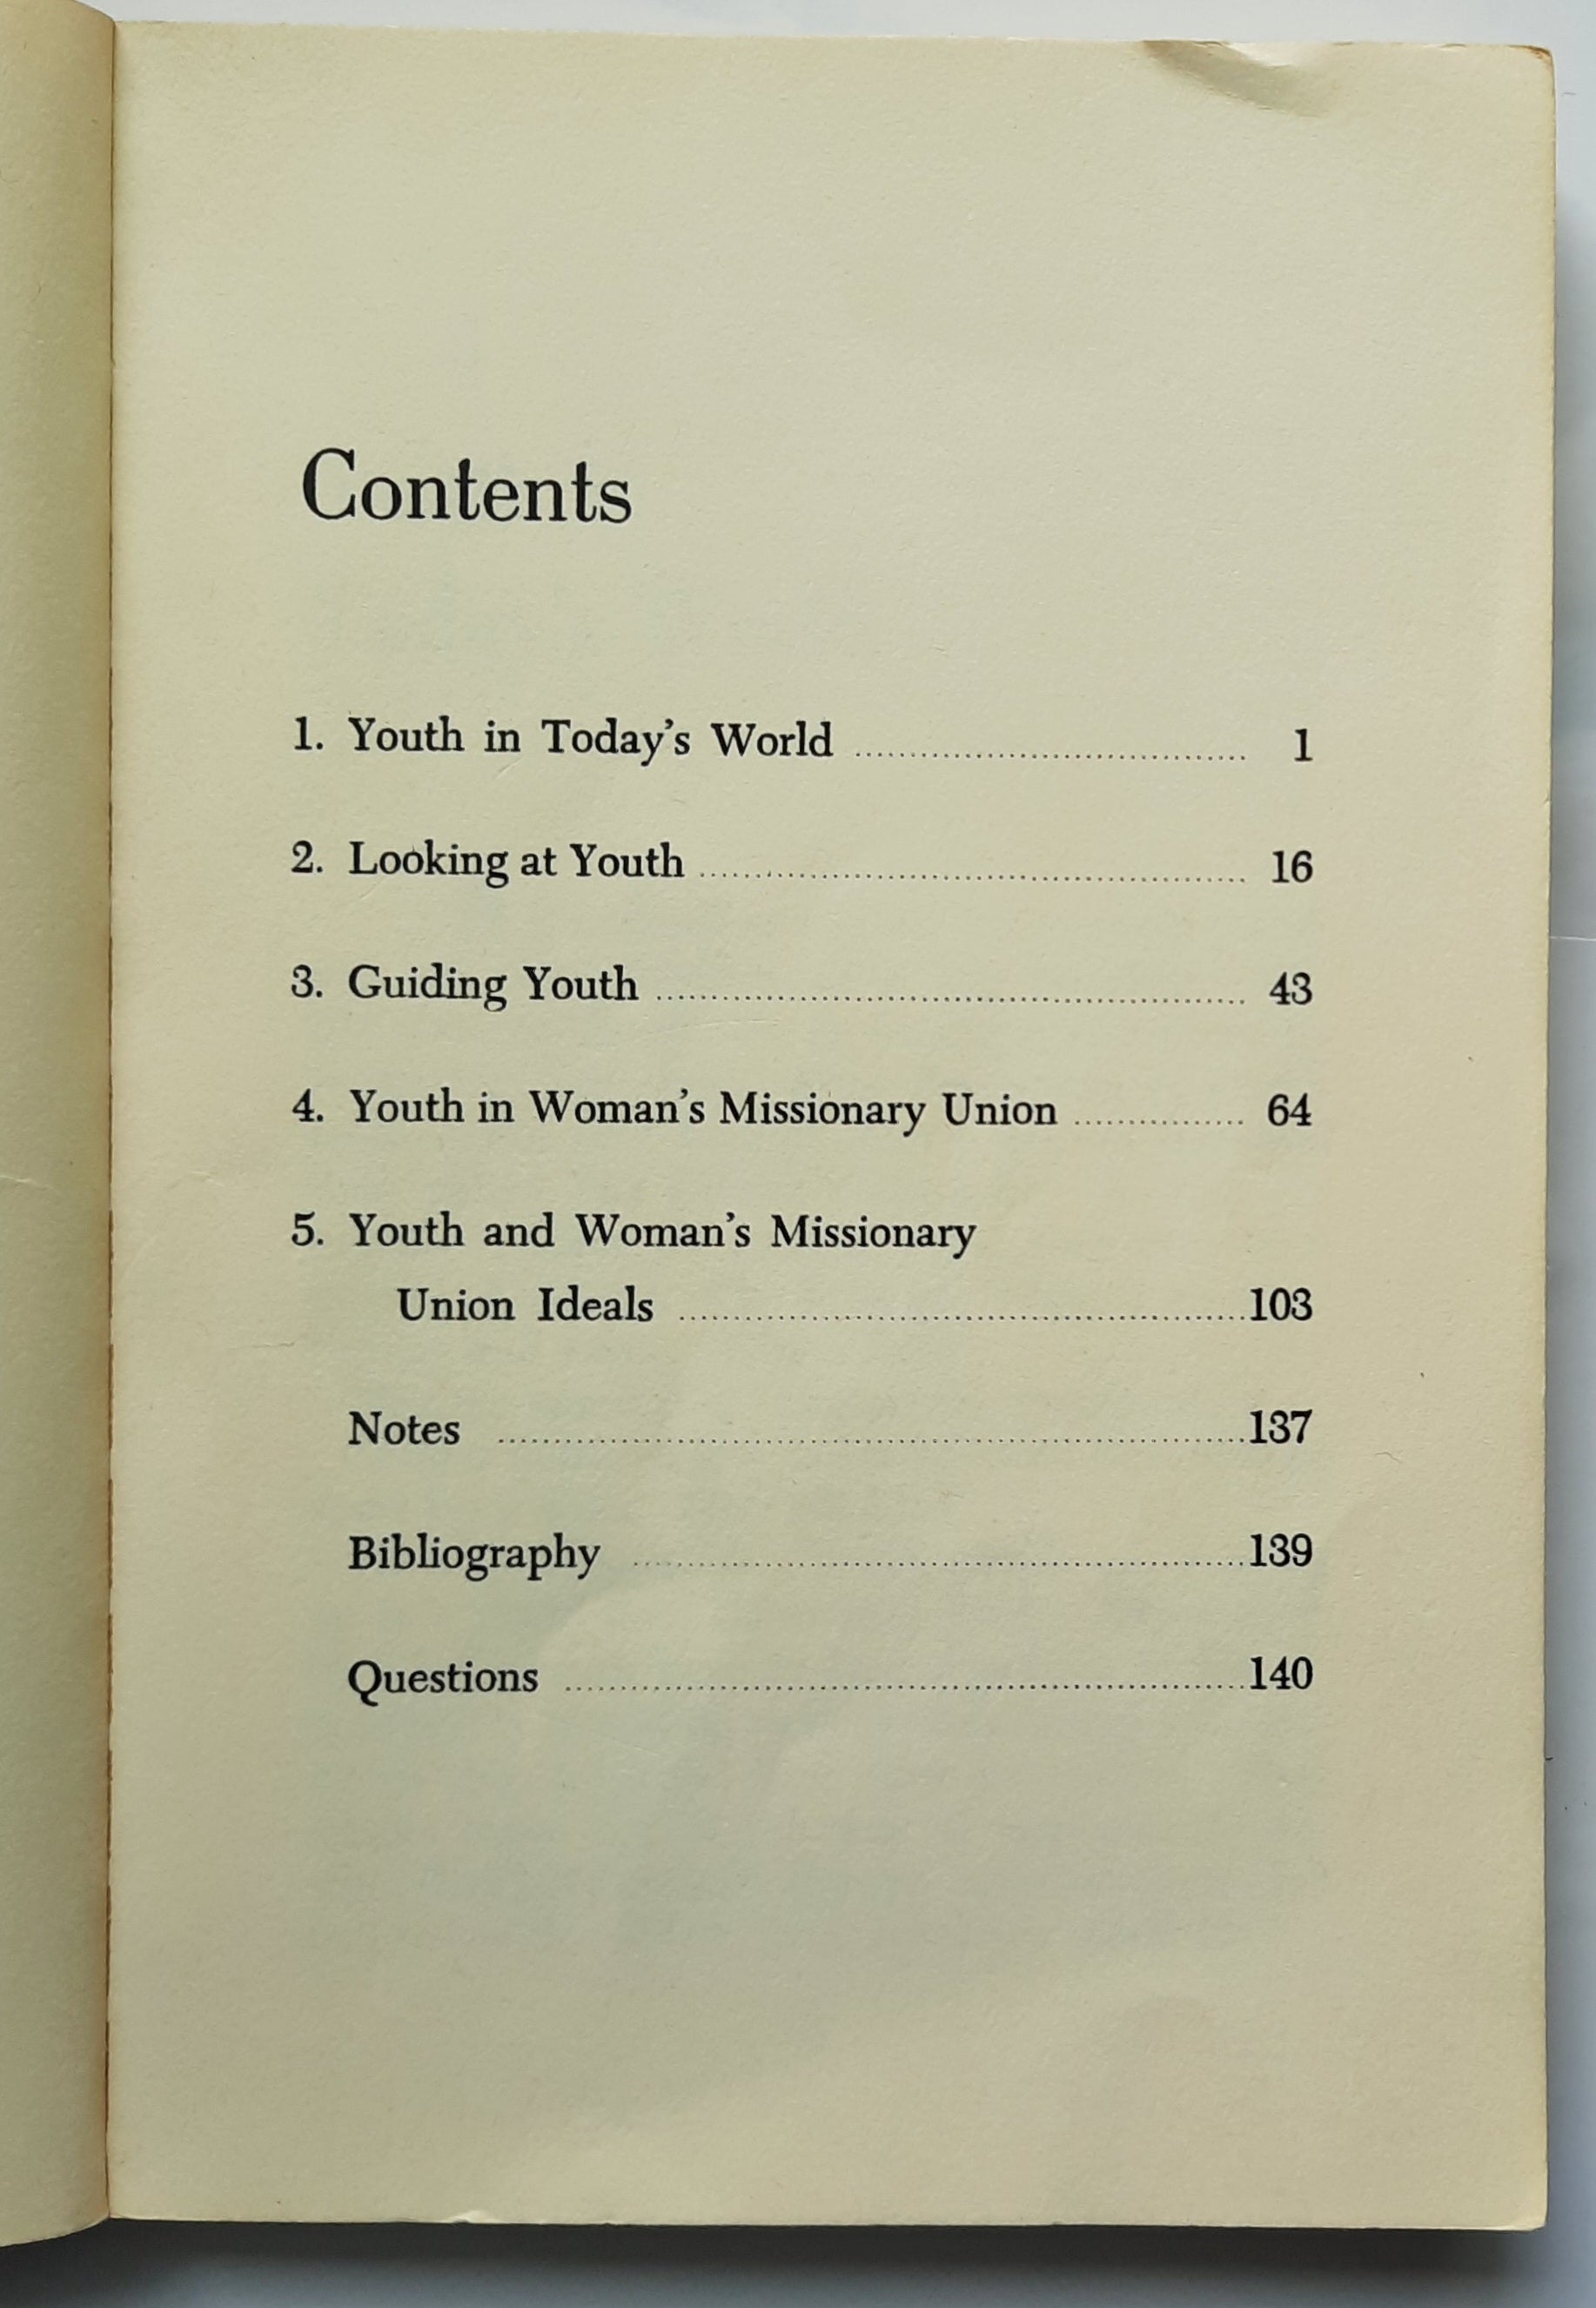 Contents
1. Youth in Today's World ........ 1
2. Looking at Youth ........ 16
3. Guiding Youth ........ 43
4. Youth in Woman's Missionary Union ........ 64
5. Youth and Woman's Missionary
Union Ideals ........ 103
Notes ........ 137
Bibliography ........ 139
Questions ........ 140